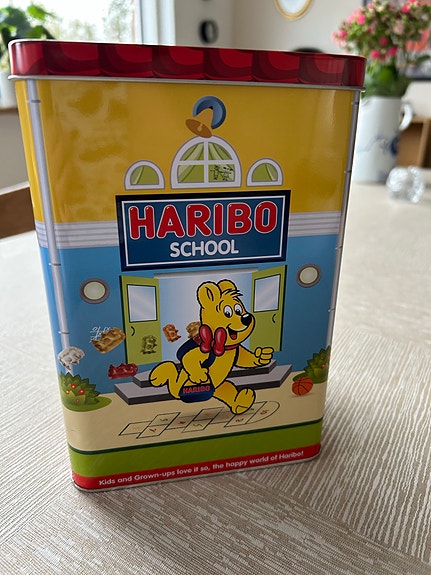 HARIBO
SCHOOL
HARIBO
Kids and Grown-ups love it so, the happy world of Haribo!